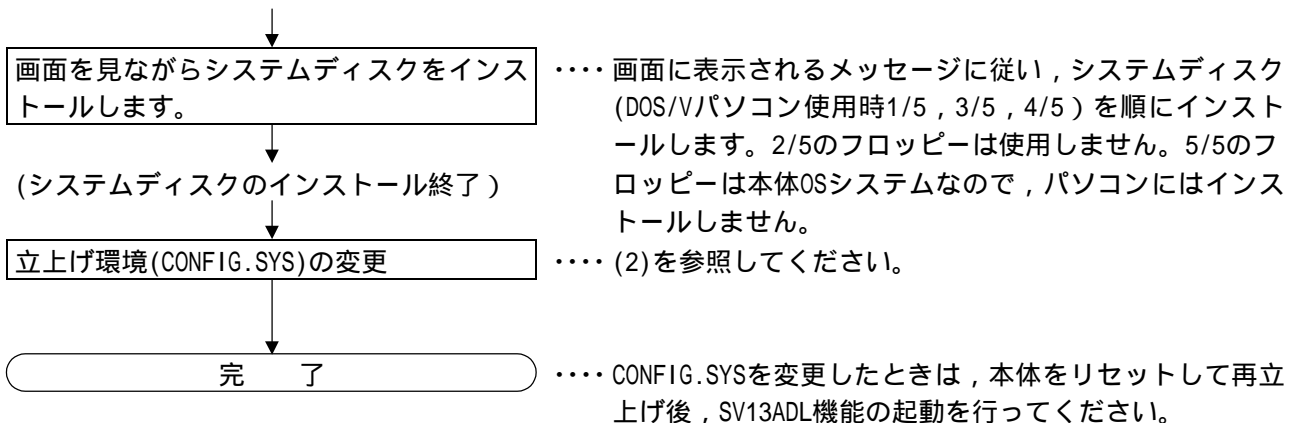 画面を見ながらシステムディスクをインス
トールします。
････ 画面に表示されるメッセージに従い，システムディスク
(DOS/Vパソコン使用時1/5，3/5，4/5）を順にインスト
ールします。2/5のフロッピーは使用しません。5/5のフ
ロッピーは本体OSシステムなので，パソコンにはインス
トールしません。
(システムディスクのインストール終了）
立上げ環境(CONFIG.SYS)の変更
････ (2)を参照してください。
完　　了
････ CONFIG.SYSを変更したときは，本体をリセットして再立
上げ後，SV13ADL機能の起動を行ってください。